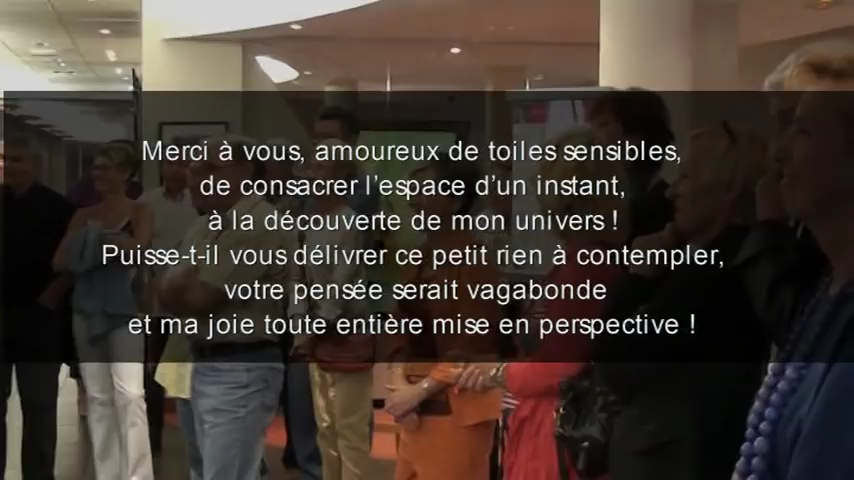 Merci à vous, amoureux de toiles sensibles,
de consacrer l'espace d'un instant,
à la découverte de mon univers !
Puisse-t-il vous délivrer ce petit rien à contempler,
votre pensée serait vagabonde
et ma joie toute entière mise en perspective !